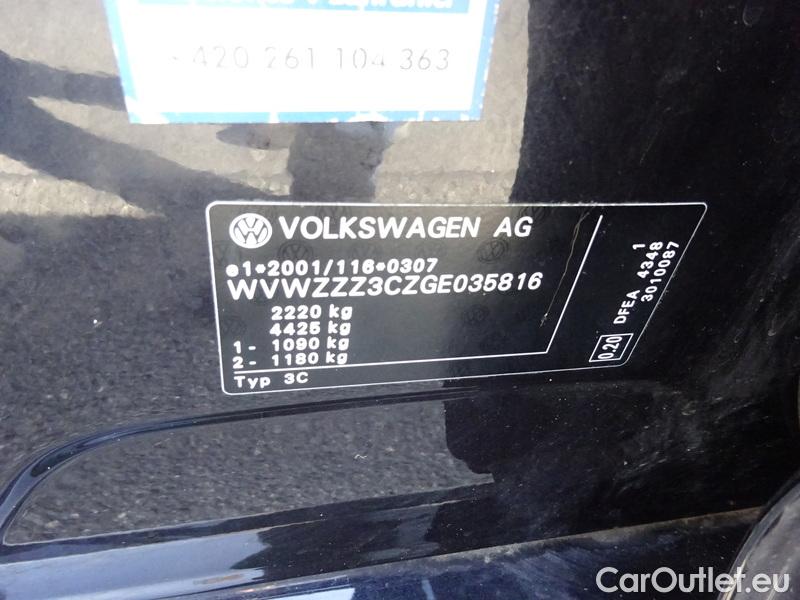 420 261 104 363
VOLKSWAGEN AG
e1*2001/116*0307
WVWZZZ3CZGE035816
2220 kg
4425 kg
1 - 1090 kg
2 - 1180 kg
Typ 3C
0.20
DFEA 4348 1
3010087
CarOutlet.eu